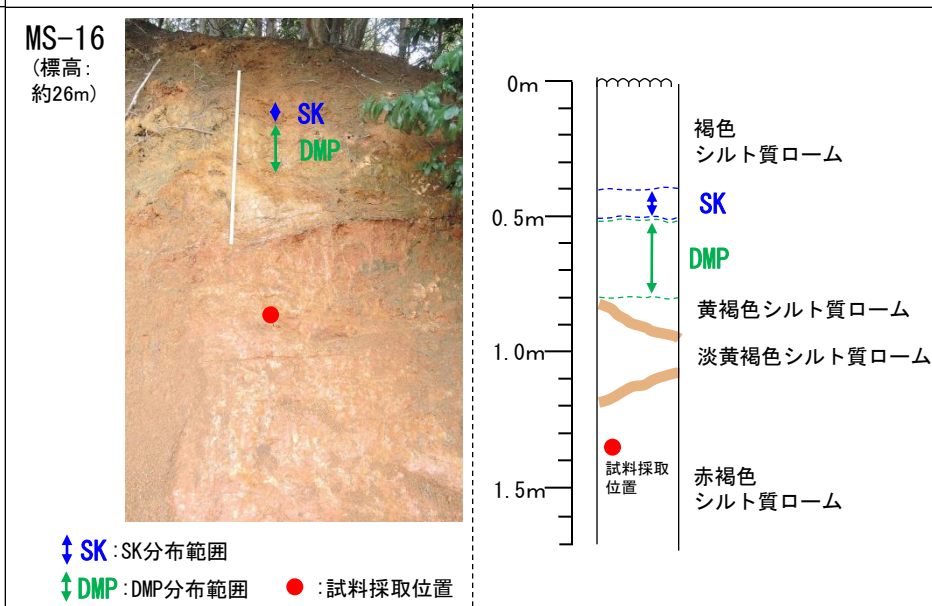 MS-16
(標高：
約26m)
SK
DMP
0m
0.5m
1.0m
1.5m
褐色
シルト質ローム
SK
DMP
黄褐色シルト質ローム
淡黄褐色シルト質ローム
試料採取
位置
赤褐色
シルト質ローム
SK：SK分布範囲
DMP：DMP分布範囲
：試料採取位置